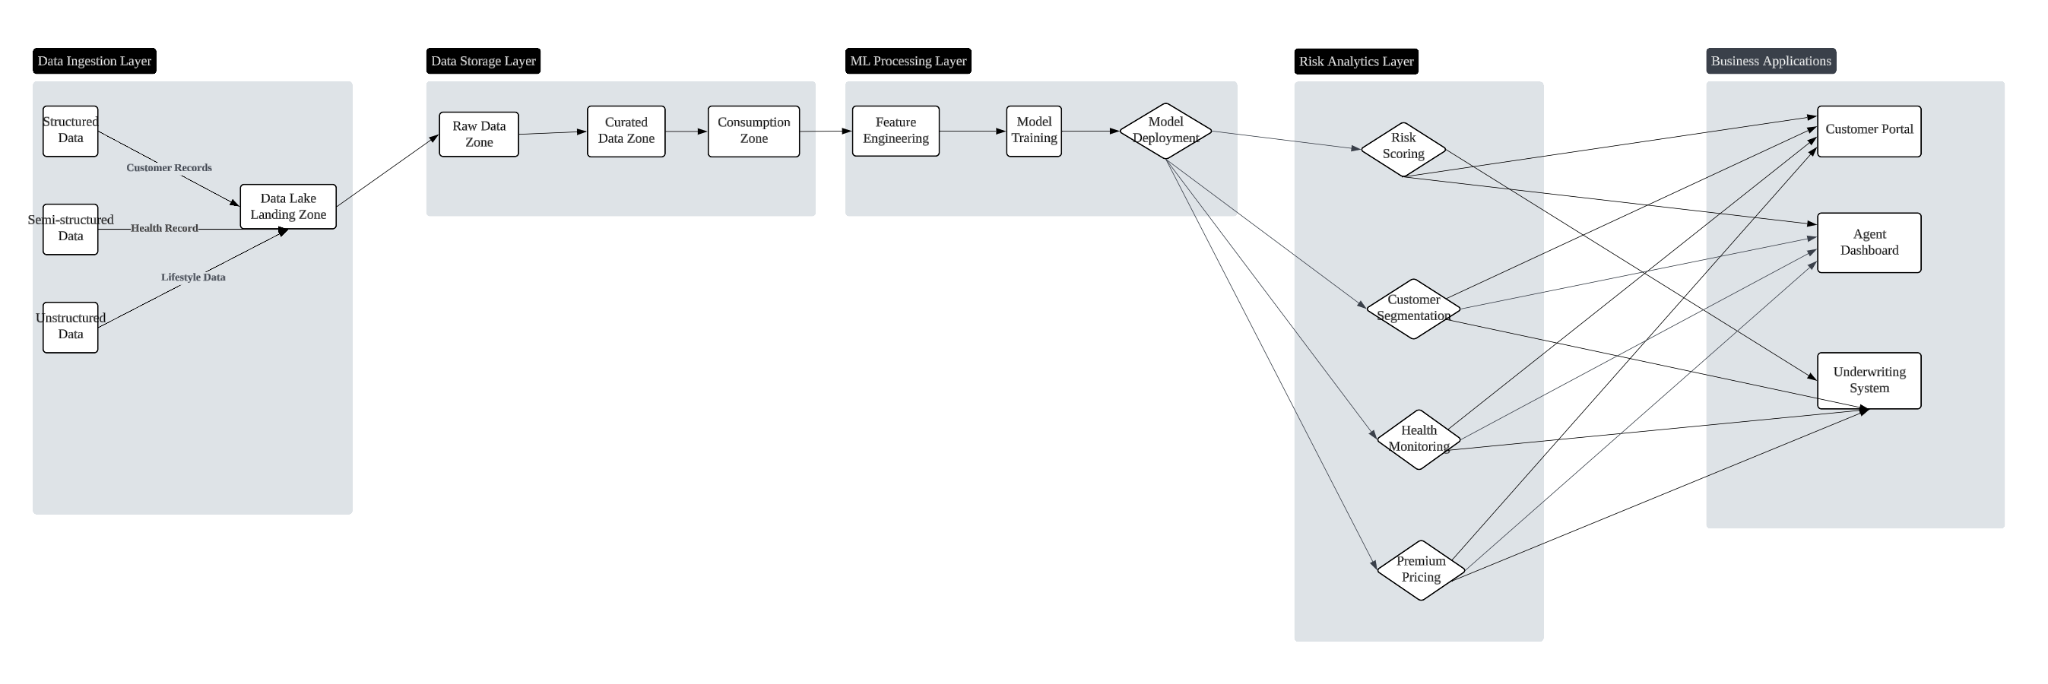 Data Ingestion Layer
Structured
Data
Customer Records
Semi-structured
Data
Health Record
Lifestyle Data
Unstructured
Data
Data Lake
Landing Zone
Data Storage Layer
Raw Data
Zone
Curated
Data Zone
Consumption
Zone
ML Processing Layer
Feature
Engineering
Model
Training
Model
Deployment
Risk Analytics Layer
Risk
Scoring
Customer
Segmentation
Health
Monitoring
Premium
Pricing
Business Applications
Customer Portal
Agent
Dashboard
Underwriting
System